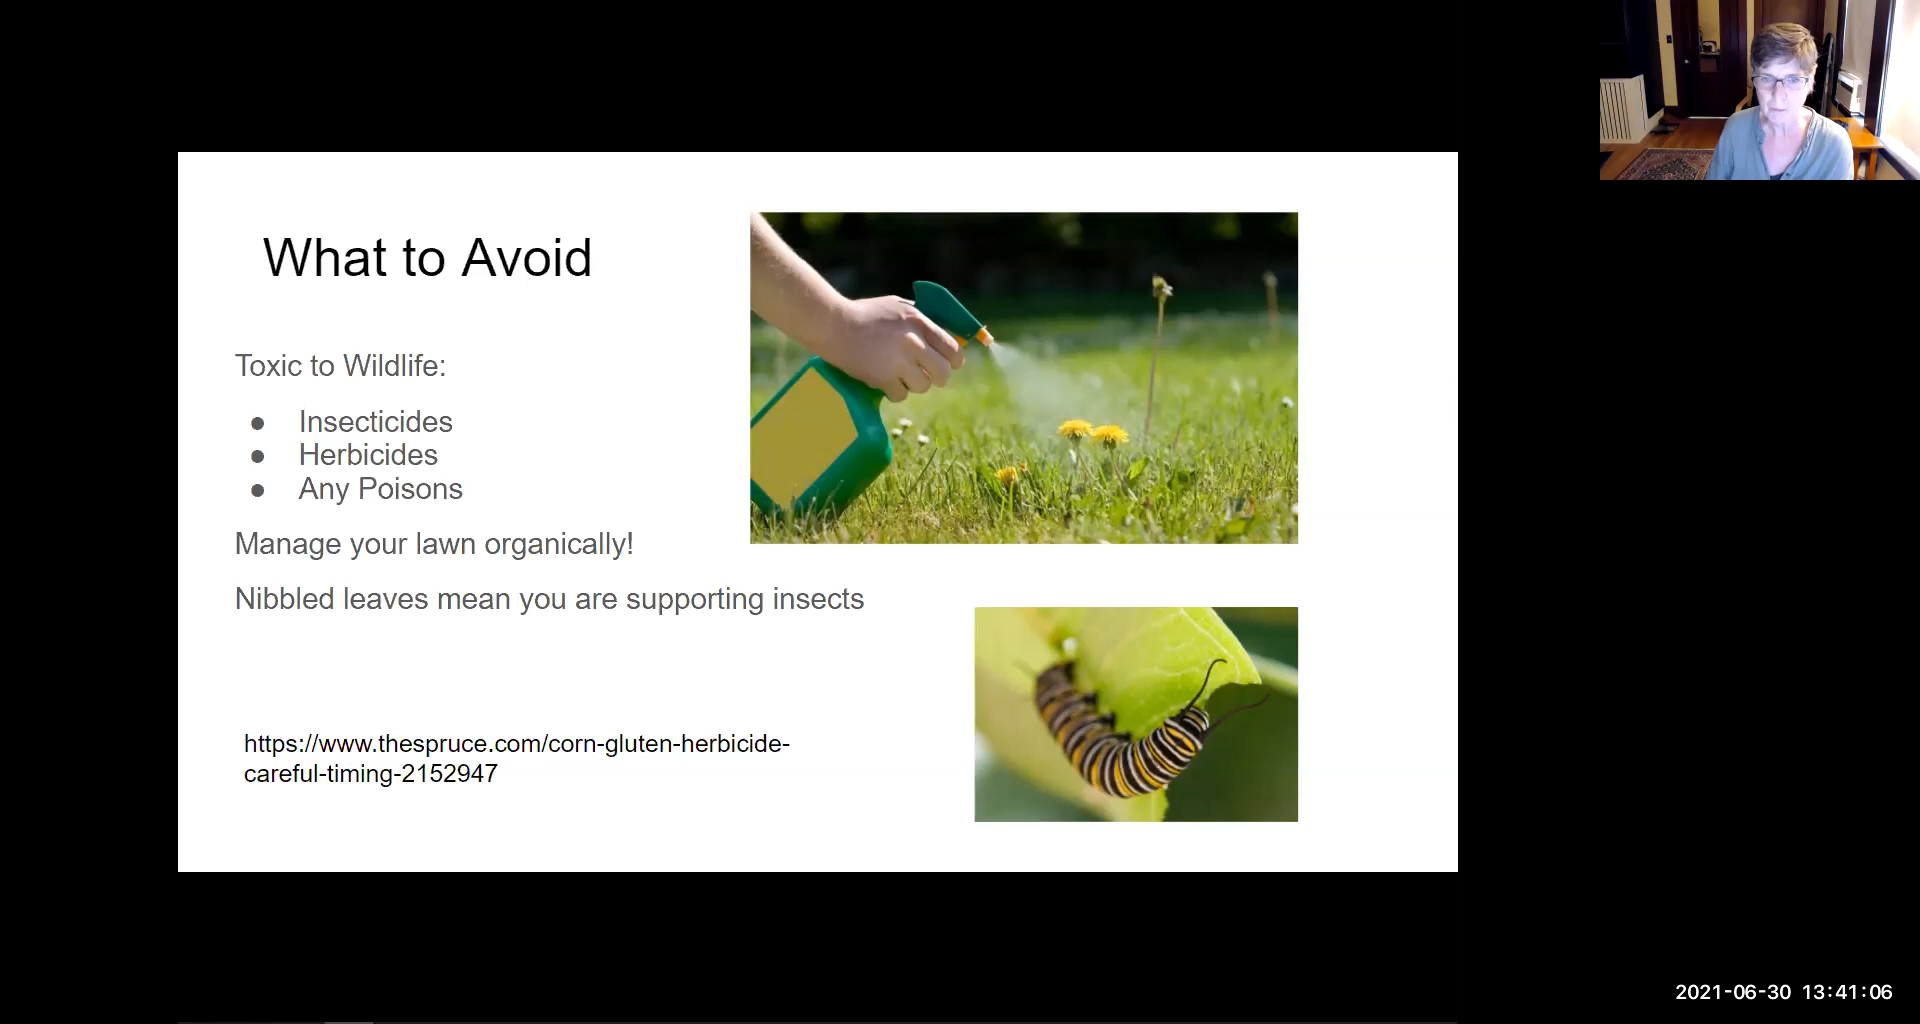 What to Avoid
Toxic to Wildlife:
● Insecticides
● Herbicides
● Any Poisons
Manage your lawn organically!
Nibbled leaves mean you are supporting insects
https://www.thespruce.com/corn-gluten-herbicide-
careful-timing-2152947
2021-06-30 13:41:06